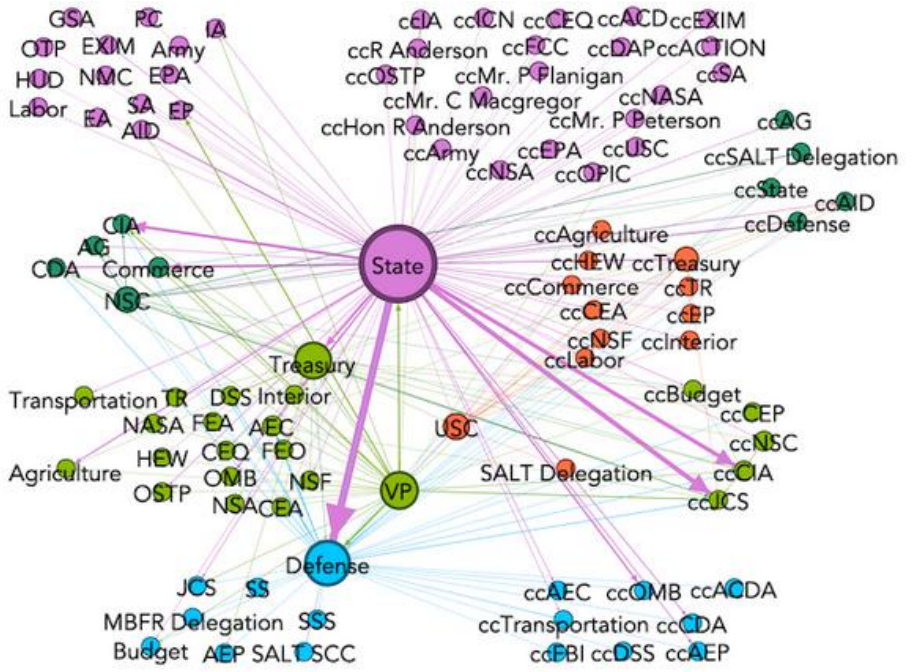 GSA PC IA
OTP EXIM Army
HUD NMC EPA
Labor EA SA EP
AID
ccIA ccICN ccCEQ ccACD ccEXIM
ccR Anderson ccFCC ccDAP ccACTION
ccOSTP ccMr. P Flanigan ccSA
ccMr. C Macgregor ccNASA
ccHon R Anderson ccMr. P Peterson
ccArmy ccEPA ccUSC
ccNSA ccOPIC
ccAG
ccSALT Delegation
ccState
ccAID
ccDefense
CIA
AG
CDA Commerce
NSC
State
ccAgriculture
ccHEW ccTreasury
ccCommerce ccTR
ccCEA ccEP
ccNSF ccInterior
ccLabor
Treasury
Transportation TR DSS Interior
NASA FEA AEC
HEW CEQ FEO
Agriculture OMB NSF
OSTP NSA CEA
VP
USC
SALT Delegation
ccBudget
ccCEP
ccNSC
ccCIA
ccJCS
Defense
JCS SS
MBFR Delegation SSS
Budget AEP SALT SCC
ccAEC ccOMB ccACDA
ccTransportation ccCDA
ccFBI ccDSS ccAEP